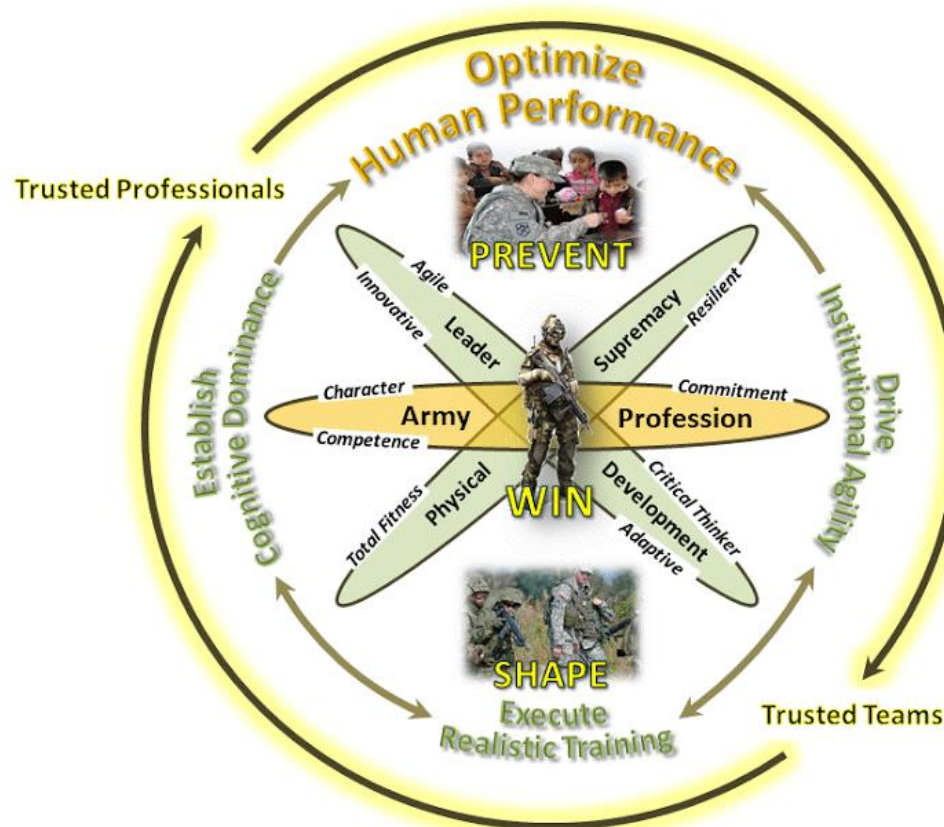 Optimize
Human Performance
Trusted Professionals
PREVENT
Agile
Innovative
Leader
Supremacy
Resilient
Establish
Cognitive Dominance
Drive
Institutional Agility
Character
Commitment
Army
Profession
Competence
Total Fitness
Physical
WIN
Development
Critical Thinker
Adaptive
SHAPE
Execute
Realistic Training
Trusted Teams